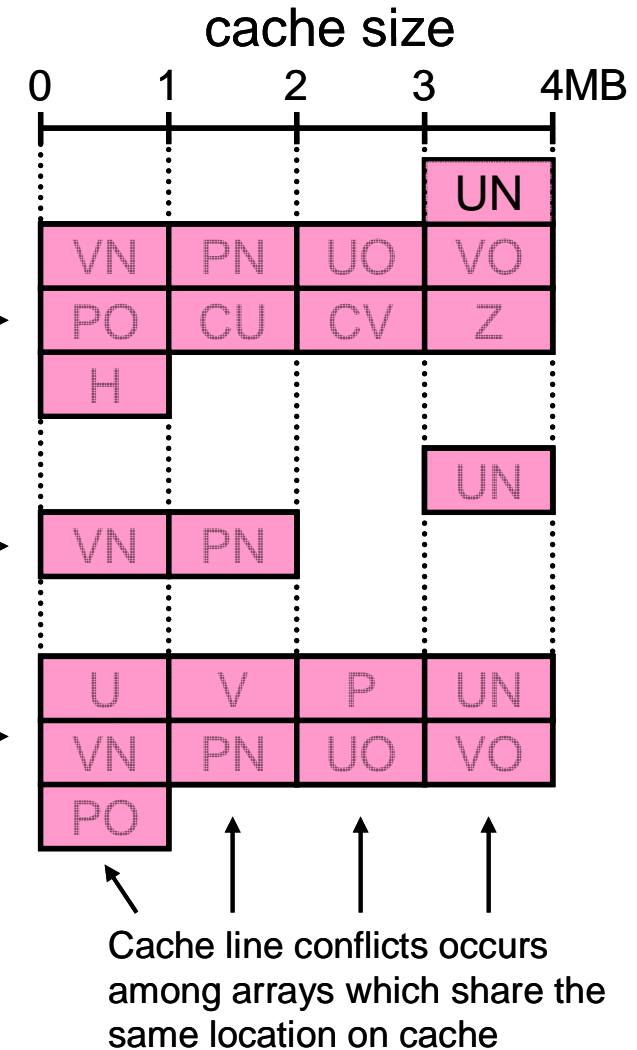 cache size
0 1 2 3 4MB
UN
VN PN UO VO
PO CU CV Z
H
UN
VN PN
U V P UN
VN PN UO VO
PO
Cache line conflicts occurs
among arrays which share the
same location on cache